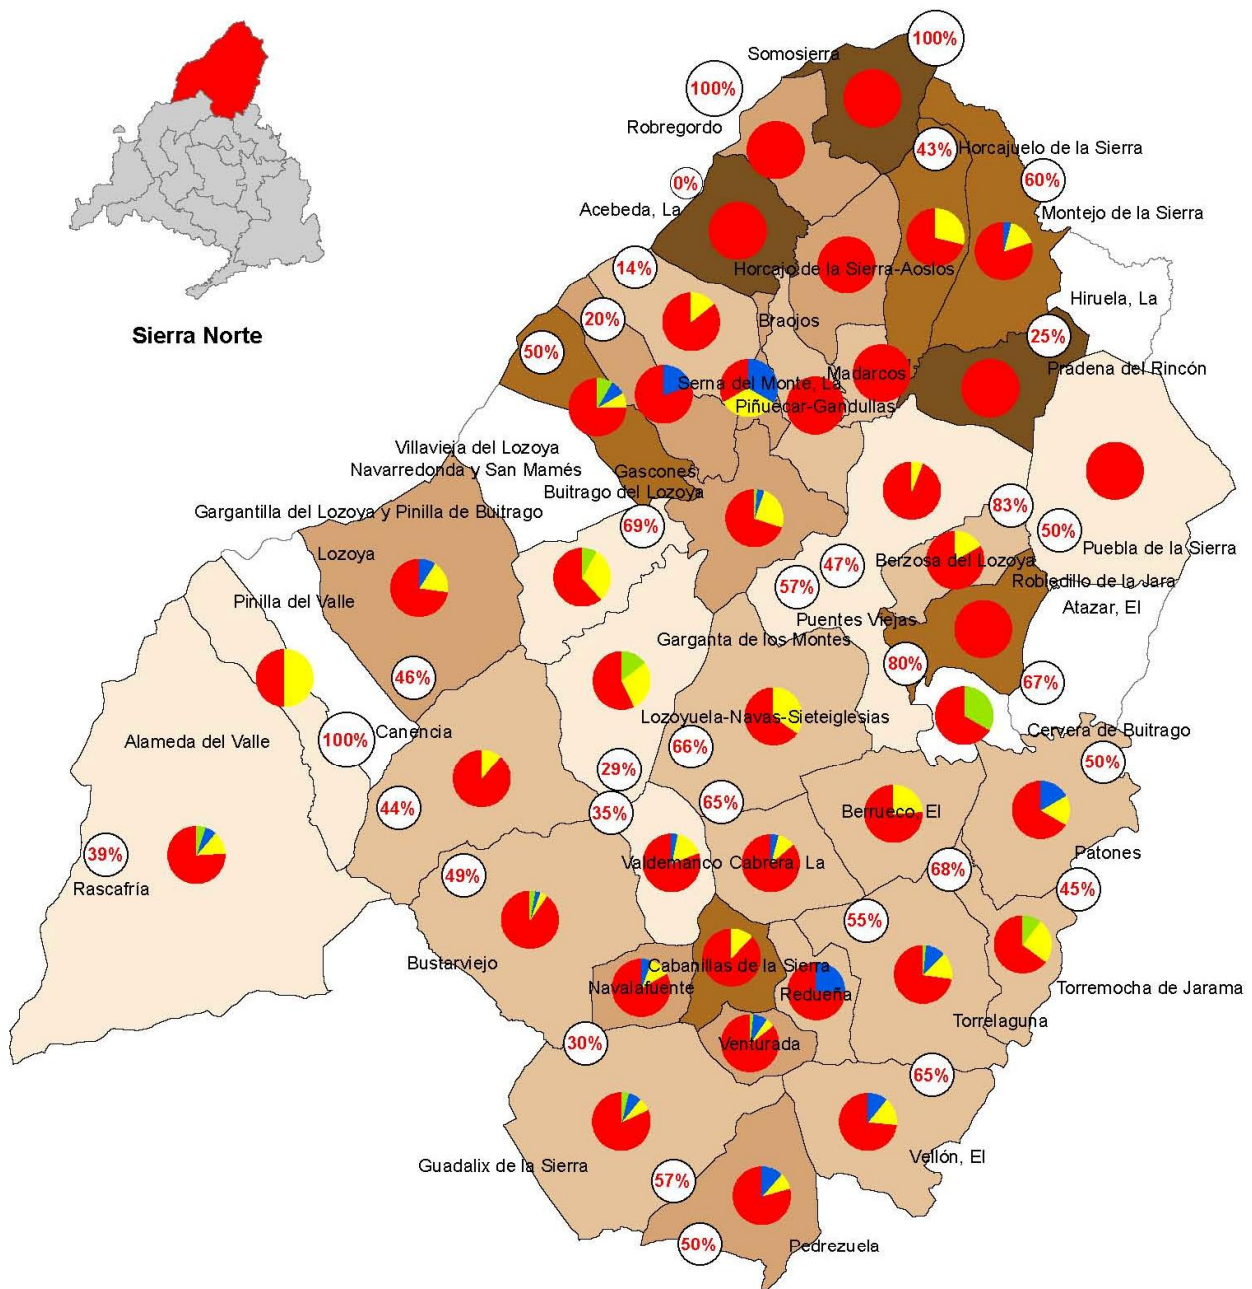 100%
Somosierra
100%
Robregordo
43%
Horcajuelo de la Sierra
0%
60%
Acebeda, La
Montejo de la Sierra
14%
Horcajo de la Sierra-Aoslos
Hiruela, La
20%
Braojos
Sierra Norte
50%
25%
Prádena del Rincón
Madarcos
Serna del Monte, La
Piñuécar-Gandullas
Villavieja del Lozoya
Navarredonda y San Mamés
Gascones
Buitrago del Lozoya
Gargantilla del Lozoya y Pinilla de Buitrago
69%
83%
50%
Puebla de la Sierra
Lozoya
Berzosa del Lozoya
47%
57%
Robledillo de la Jara
Pinilla del Valle
Atazar, El
Puentes Viejas
Garganta de los Montes
80%
46%
67%
Lozoyuela-Navas-Sieteiglesias
Cervera de Buitrago
Canencia
100%
Alameda del Valle
66%
50%
29%
44%
35%
65%
Berrueco, El
39%
Patones
Valdemanco
Cabrera, La
68%
49%
45%
Rascafría
55%
Bustarviejo
Cabanillas de la Sierra
Navalafuente
Redueña
Torremocha de Jarama
Torrelaguna
30%
Venturada
65%
Guadalix de la Sierra
Vellón, El
57%
50%
Pedrezuela